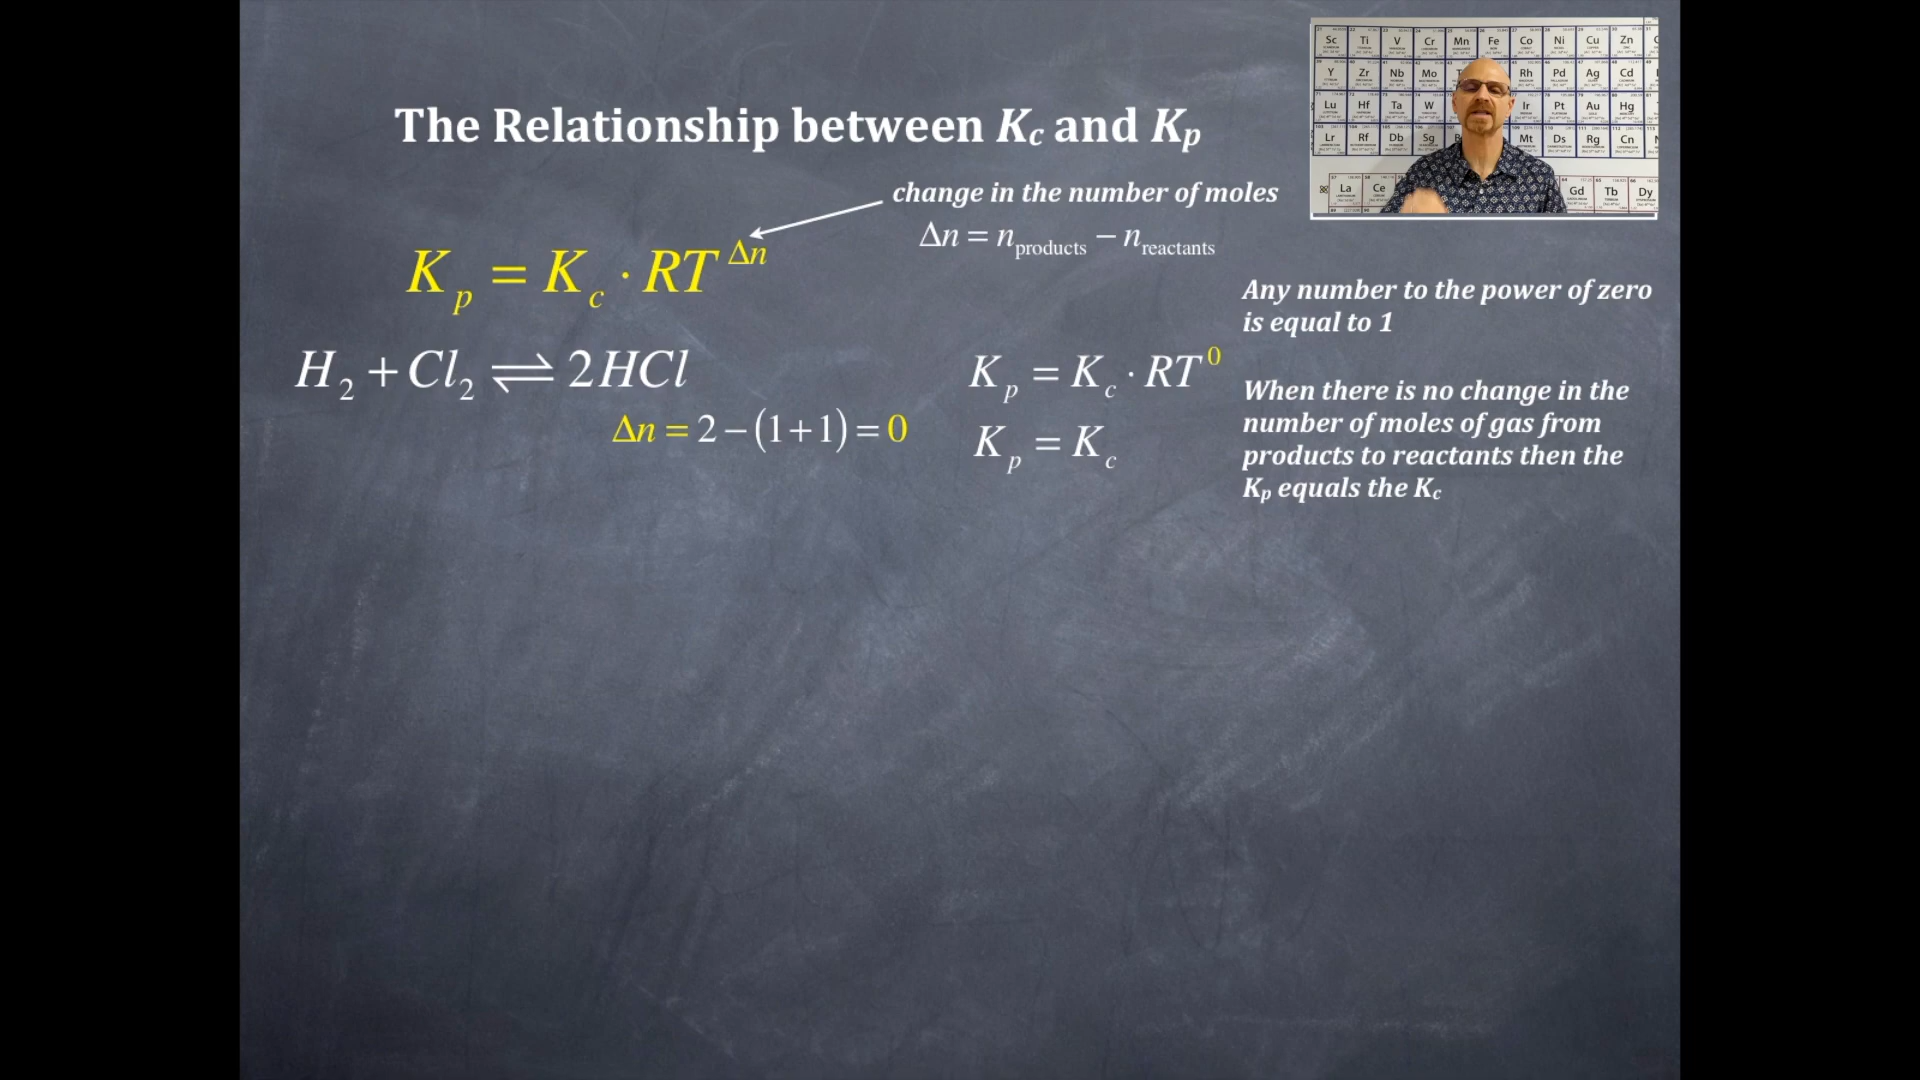 The Relationship between Kc and Kp
change in the number of moles
Δn = nproducts − nreactants
Kp = Kc · RT^Δn
Any number to the power of zero
is equal to 1
H2 + Cl2 ⇌ 2HCl
Δn = 2 − (1 + 1) = 0
Kp = Kc · RT^0
Kp = Kc
When there is no change in the
number of moles of gas from
products to reactants then the
Kp equals the Kc
Sc Ti V Cr Mn Fe Co Ni Cu Zn
Y Zr Nb Mo Rh Pd Ag Cd
Lu Hf Ta W Ir Pt Au Hg
Lr Rf Db Sg Mt Ds Rg Cn
La Ce Gd Tb Dy